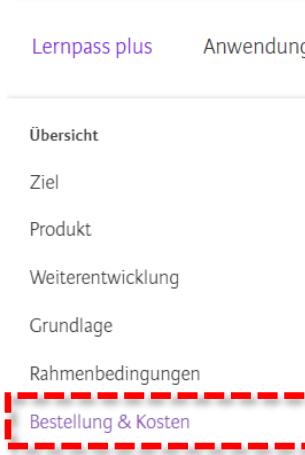 Lernpass plus Anwendung
Übersicht
Ziel
Produkt
Weiterentwicklung
Grundlage
Rahmenbedingungen
Bestellung & Kosten